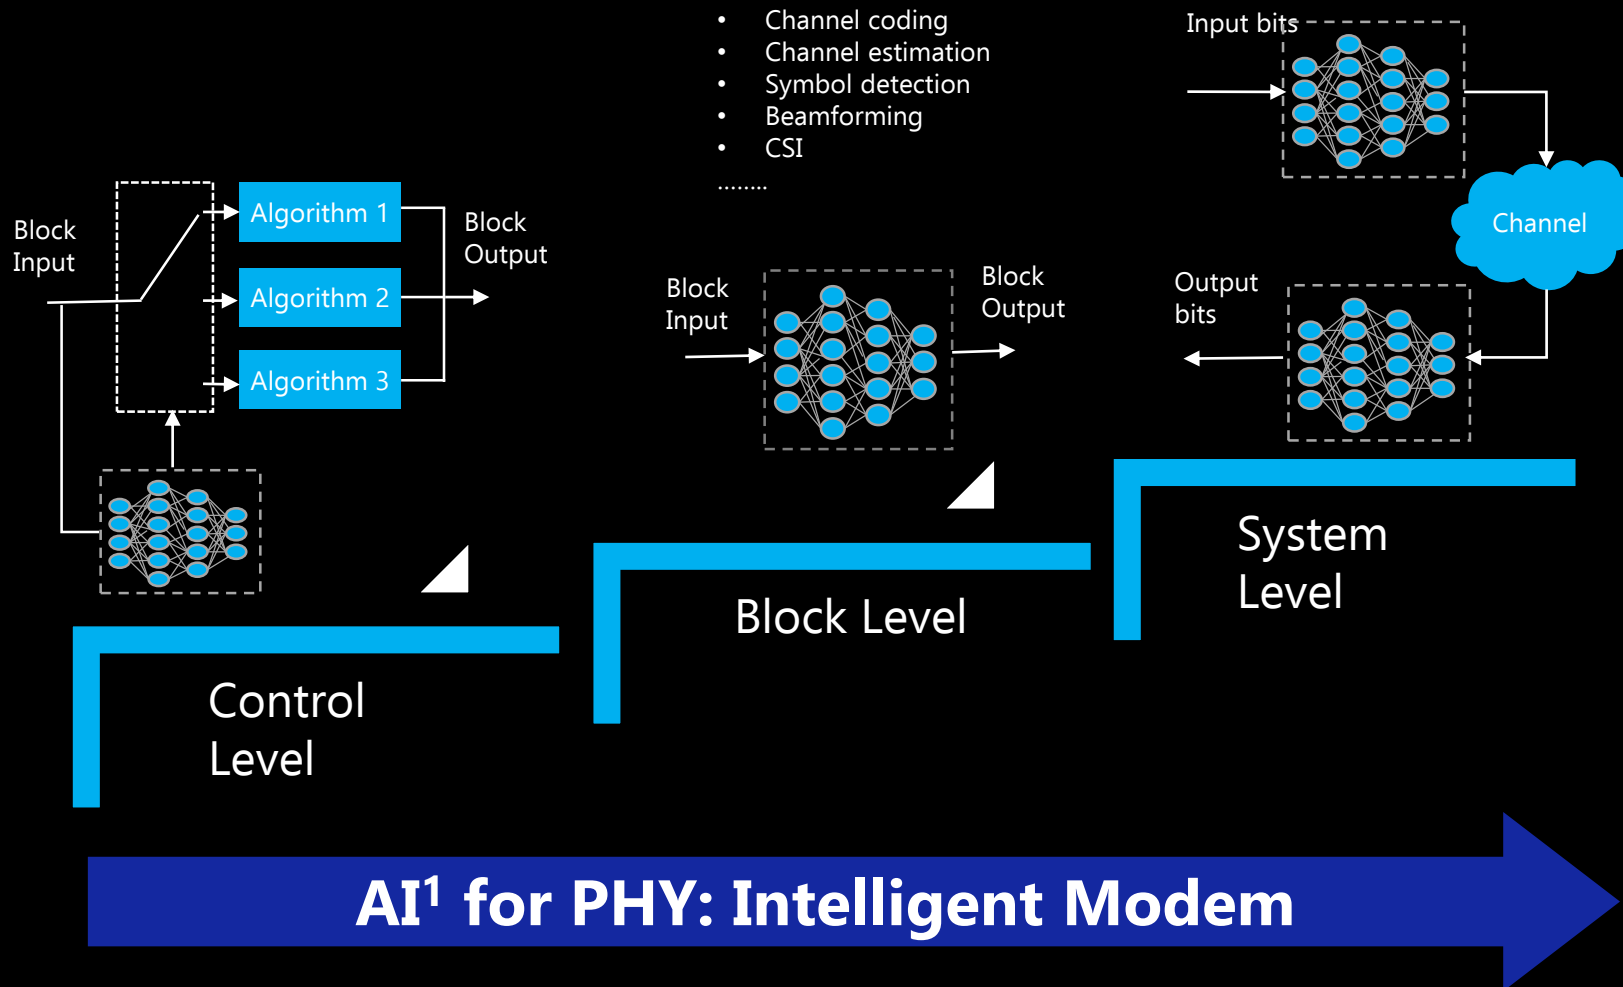 • Channel coding
• Channel estimation
• Symbol detection
• Beamforming
• CSI
........
Input bits
Block
Input
Algorithm 1
Algorithm 2
Algorithm 3
Block
Output
Block
Input
Block
Output
Channel
Output
bits
Control
Level
Block Level
System
Level
AI¹ for PHY: Intelligent Modem